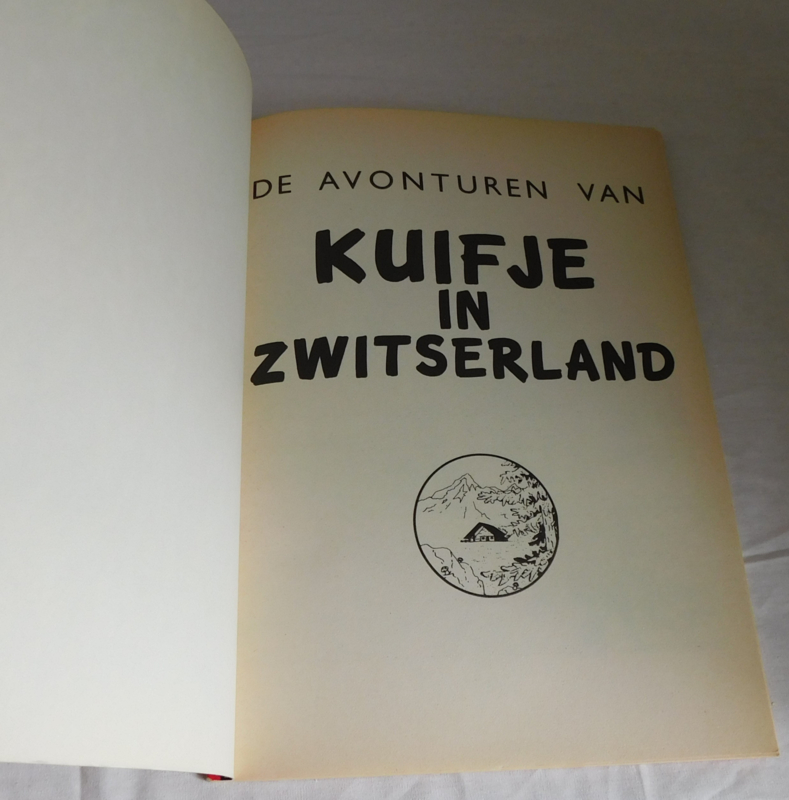 DE AVONTUREN VAN
KUIFJE
IN
ZWITSERLAND